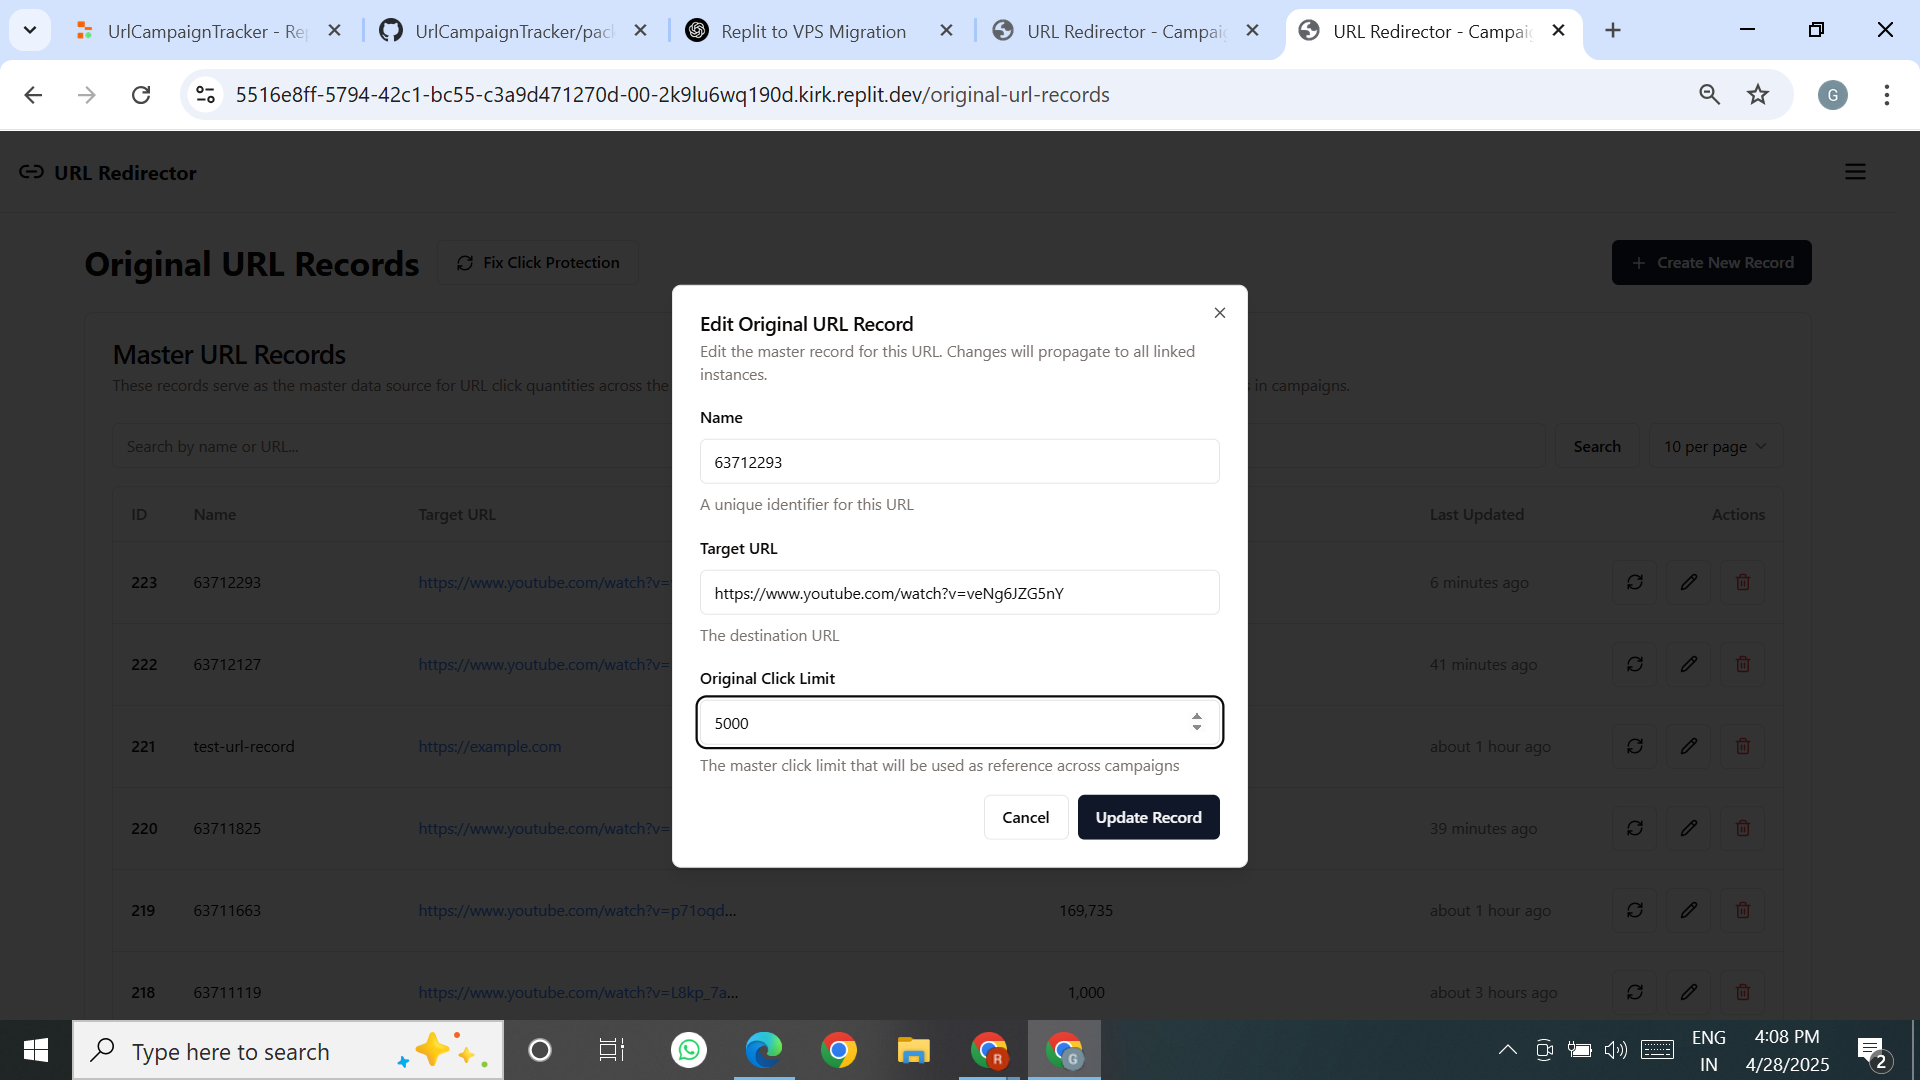 UrlCampaignTracker - Rep
UrlCampaignTracker/pack
Replit to VPS Migration
URL Redirector - Campaig
URL Redirector - Campaig
5516e8ff-5794-42c1-bc55-c3a9d471270d-00-2k9lu6wq190d.kirk.replit.dev/original-url-records
G
URL Redirector
Original URL Records
Fix Click Protection
Create New Record
Master URL Records
These records serve as the master data source for URL click quantities across the
in campaigns.
Search by name or URL...
Search
10 per page
ID Name Target URL Last Updated Actions
223 63712293 https://www.youtube.com/watch?v= 6 minutes ago
222 63712127 https://www.youtube.com/watch?v= 41 minutes ago
221 test-url-record https://example.com about 1 hour ago
220 63711825 https://www.youtube.com/watch?v= 39 minutes ago
219 63711663 https://www.youtube.com/watch?v=p71oqd... 169,735 about 1 hour ago
218 63711119 https://www.youtube.com/watch?v=L8kp_7a... 1,000 about 3 hours ago
Edit Original URL Record
Edit the master record for this URL. Changes will propagate to all linked
instances.
Name
63712293
A unique identifier for this URL
Target URL
https://www.youtube.com/watch?v=veNg6JZG5nY
The destination URL
Original Click Limit
5000
The master click limit that will be used as reference across campaigns
Cancel
Update Record
Type here to search
R
G
ENG
IN
4:08 PM
4/28/2025
2